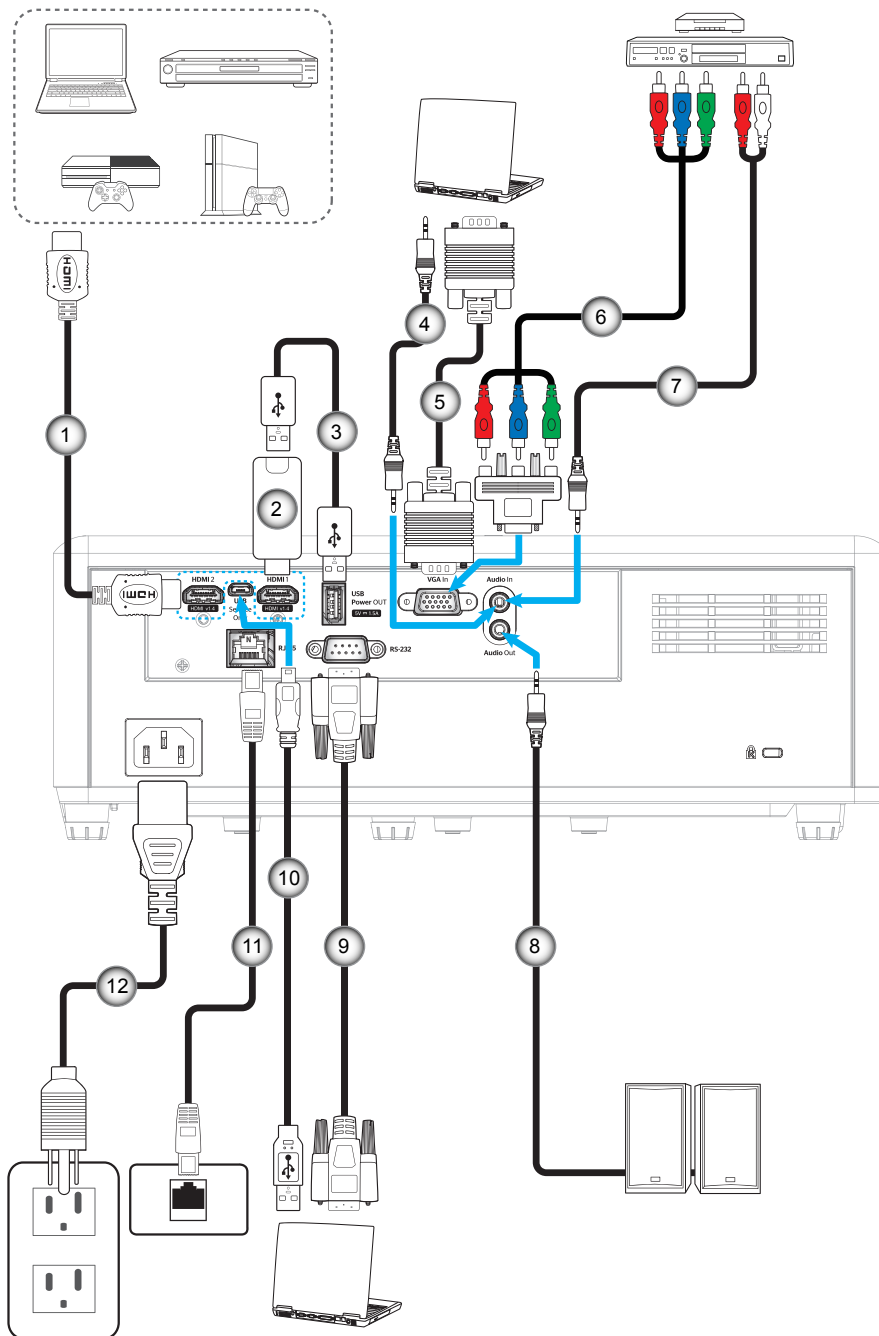 HDMI
4
6
5
7
1
3
2
HDMI
HDMI 2
HDMI v1.4
USB
Service
HDMI 1
HDMI v1.4
USB
Power OUT
5V 1.5A
VGA In
Audio In
Audio Out
N
RS-232
10
11
9
8
12